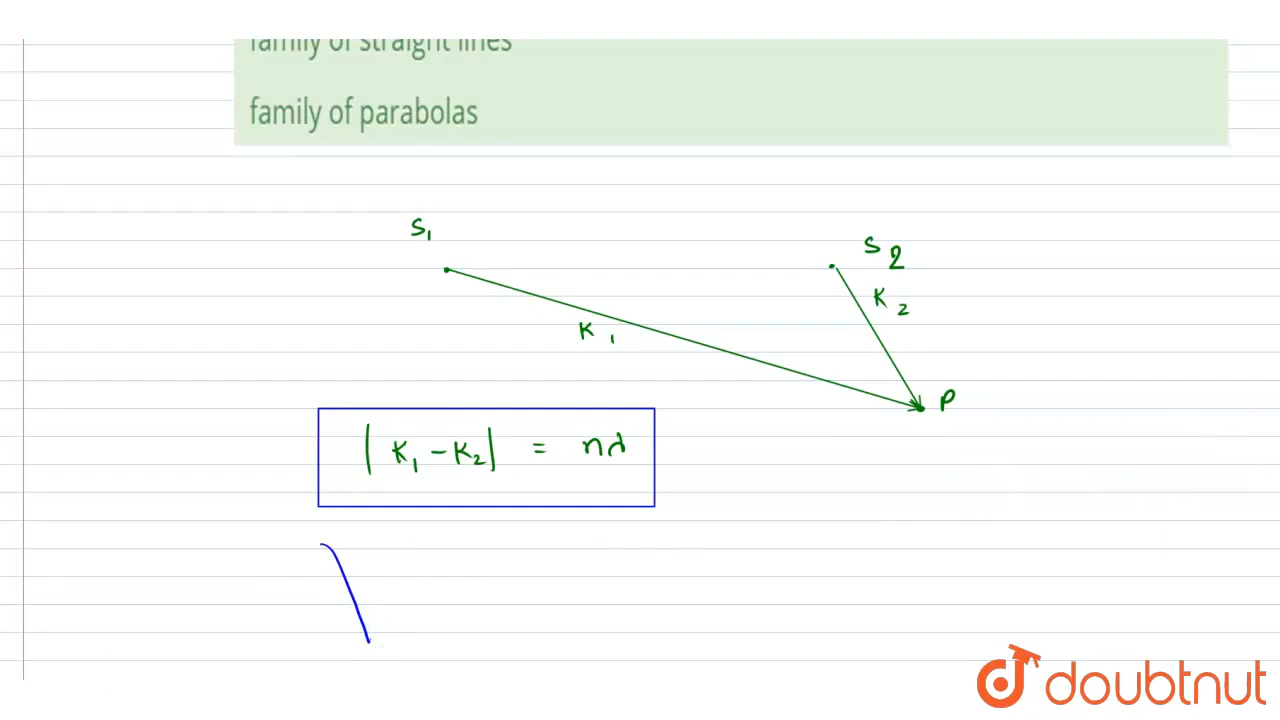 family of straight lines
family of parabolas
S1
S2
K2
K1
P
|K1-K2| = nλ
doubtnut